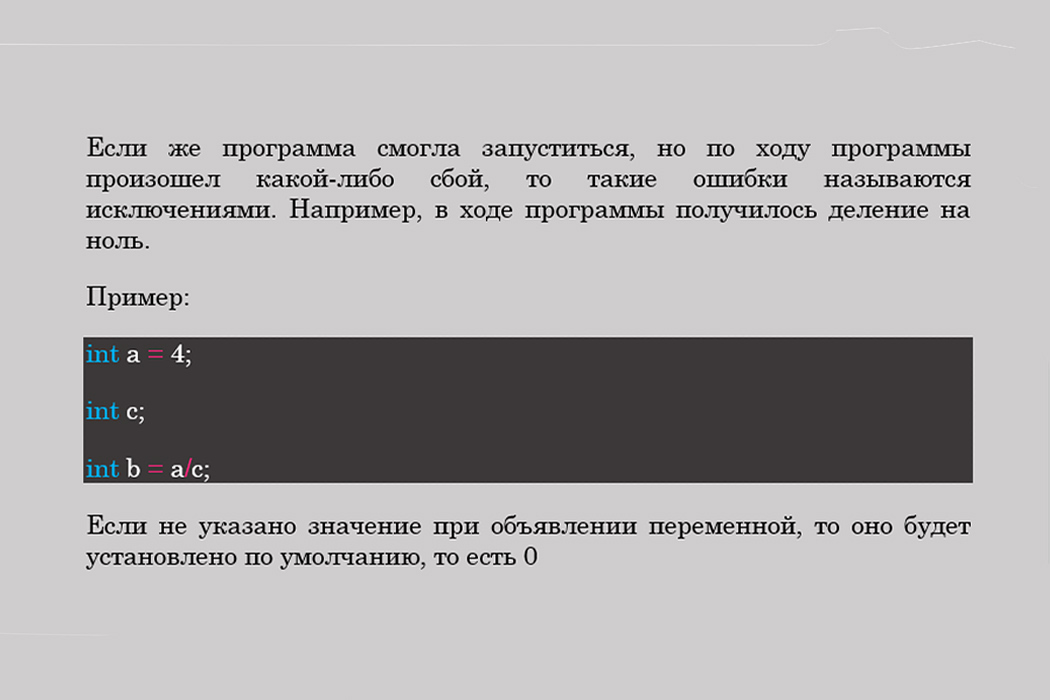 Если же программа смогла запуститься, но по ходу программы
произошел какой-либо сбой, то такие ошибки называются
исключениями. Например, в ходе программы получилось деление на
ноль.
Пример:
int a = 4;
int c;
int b = a/c;
Если не указано значение при объявлении переменной, то оно будет
установлено по умолчанию, то есть 0